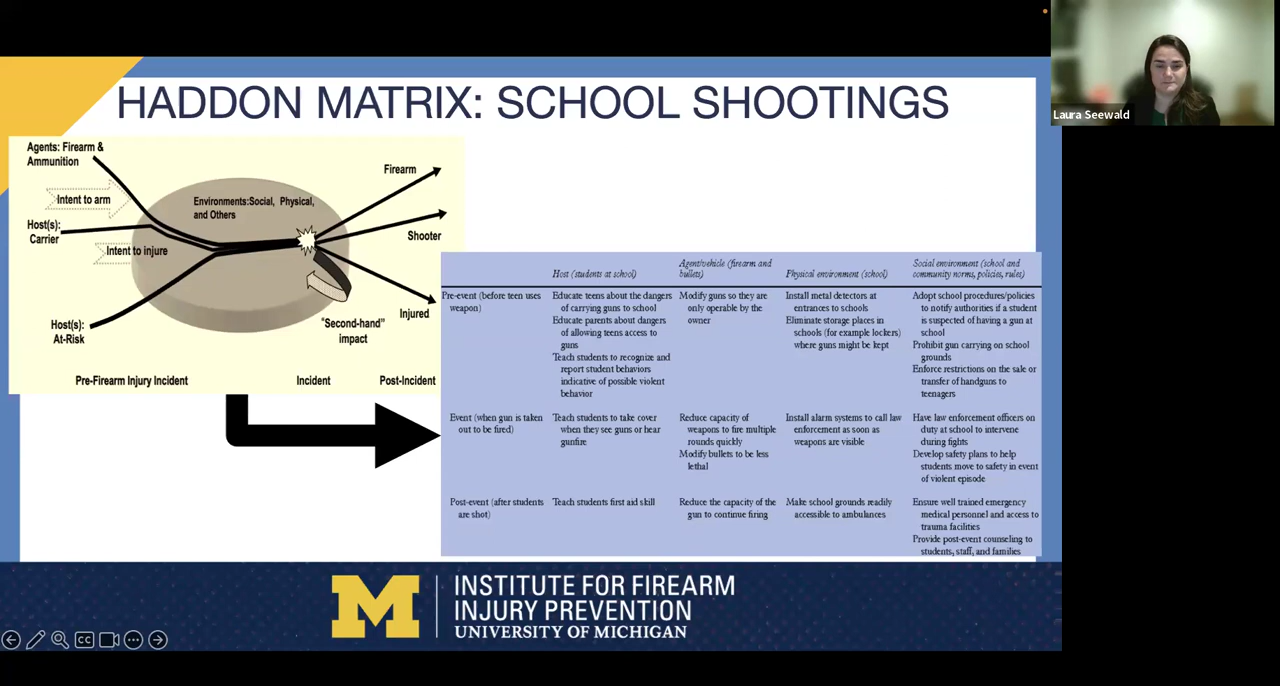 HADDON MATRIX: SCHOOL SHOOTINGS
Laura Seewald
Agents: Firearm &
Ammunition
Intent to arm
Host(s):
Carrier
Intent to injure
Host(s):
At-Risk
Environments:Social, Physical,
and Others
Firearm
Shooter
Injured
"Second-hand"
impact
Pre-Firearm Injury Incident
Incident
Post-Incident
Host (students at school)
Agent/vehicle (firearm and
bullets)
Physical environment (school)
Social environment (school and
community norms, policies, rules)
Pre-event (before teen uses
weapon)
Educate teens about the dangers
of carrying guns to school
Educate parents about dangers
of allowing teens access to
guns
Teach students to recognize and
report student behaviors
indicative of possible violent
behavior
Modify guns so they are
only operable by the
owner
Install metal detectors at
entrances to schools
Eliminate storage places in
schools (for example lockers)
where guns might be kept
Adopt school procedures/policies
to notify authorities if a student
is suspected of having a gun at
school
Prohibit gun carrying on school
grounds
Enforce restrictions on the sale or
transfer of handguns to
teenagers
Event (when gun is taken
out to be fired)
Teach students to take cover
when they see guns or hear
gunfire
Reduce capacity of
weapons to fire multiple
rounds quickly
Modify bullets to be less
lethal
Install alarm systems to call law
enforcement as soon as
weapons are visible
Have law enforcement officers on
duty at school to intervene
during fights
Develop safety plans to help
students move to safety in event
of violent episode
Post-event (after students
are shot)
Teach students first aid skill
Reduce the capacity of the
gun to continue firing
Make school grounds readily
accessible to ambulances
Ensure well trained emergency
medical personnel and access to
trauma facilities
Provide post-event counseling to
students, staff, and families
M
INSTITUTE FOR FIREARM
INJURY PREVENTION
UNIVERSITY OF MICHIGAN
CC